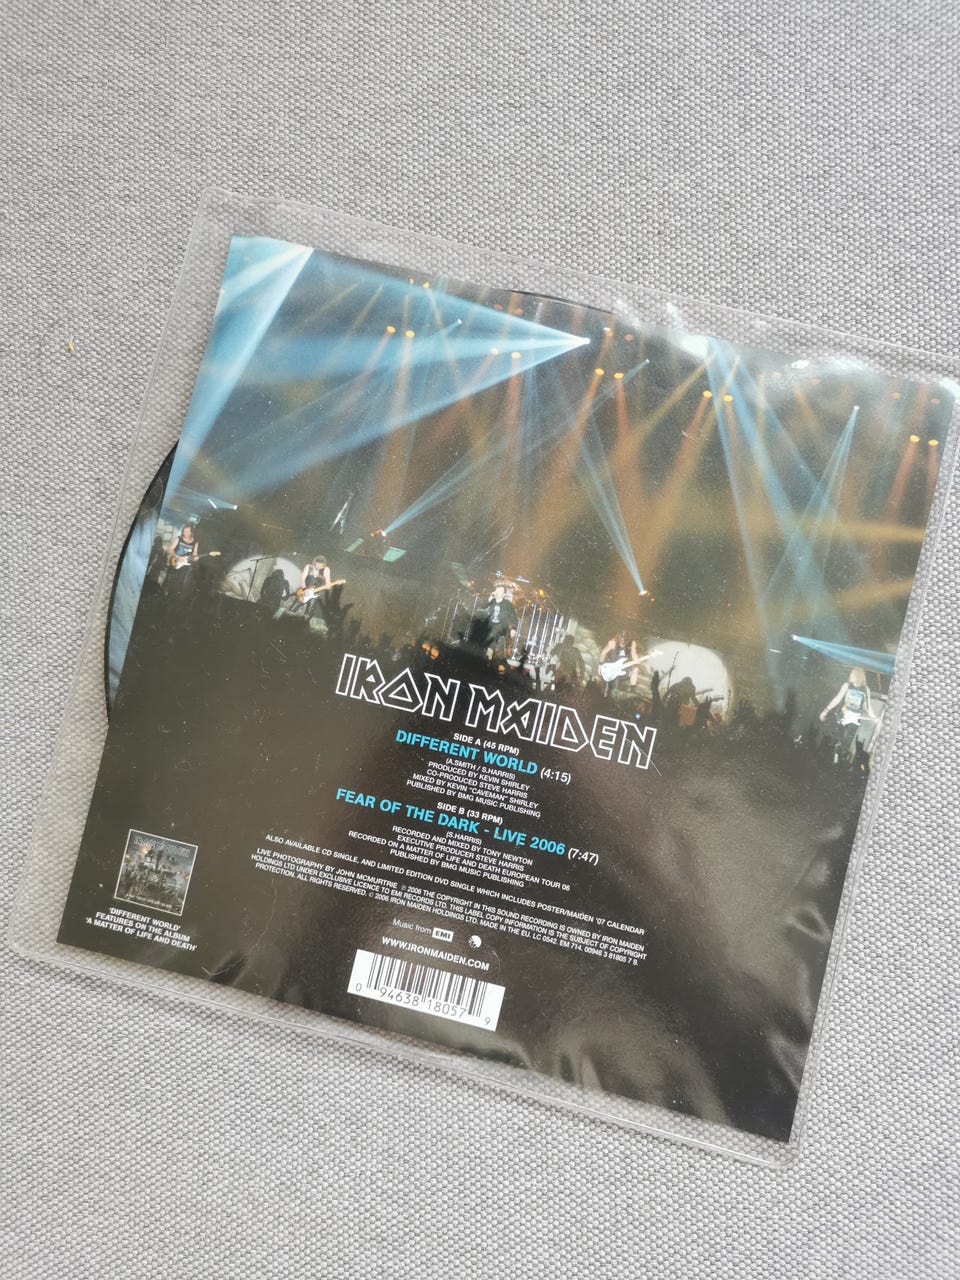 IRON MAIDEN
SIDE A (45 RPM)
DIFFERENT WORLD (4:15)
(A.SMITH / S.HARRIS)
PRODUCED BY KEVIN SHIRLEY
CO-PRODUCED STEVE HARRIS
MIXED BY KEVIN "CAVEMAN" SHIRLEY
PUBLISHED BY BMG MUSIC PUBLISHING
SIDE B (33 RPM)
FEAR OF THE DARK - LIVE 2006 (7:47)
(S.HARRIS)
RECORDED AND MIXED BY TONY NEWTON
EXECUTIVE PRODUCER STEVE HARRIS
RECORDED ON A MATTER OF LIFE AND DEATH EUROPEAN TOUR 06
PUBLISHED BY BMG MUSIC PUBLISHING
ALSO AVAILABLE CD SINGLE, AND LIMITED EDITION DVD SINGLE WHICH INCLUDES POSTER/MAIDEN '07 CALENDAR
LIVE PHOTOGRAPHY BY JOHN MCMURTRIE ℗ 2006 THE COPYRIGHT IN THIS SOUND RECORDING IS OWNED BY IRON MAIDEN
HOLDINGS LTD UNDER EXCLUSIVE LICENCE TO EMI RECORDS LTD. THIS LABEL COPY INFORMATION IS THE SUBJECT OF COPYRIGHT
PROTECTION. ALL RIGHTS RESERVED. © 2006 IRON MAIDEN HOLDINGS LTD. MADE IN THE EU. LC 0542. EM 714. 00946 3 81805 7 9.
Music from EMI
WWW.IRONMAIDEN.COM
0 94638 18057 9
IRON MAIDEN
'DIFFERENT WORLD'
FEATURES ON THE ALBUM
'A MATTER OF LIFE AND DEATH'